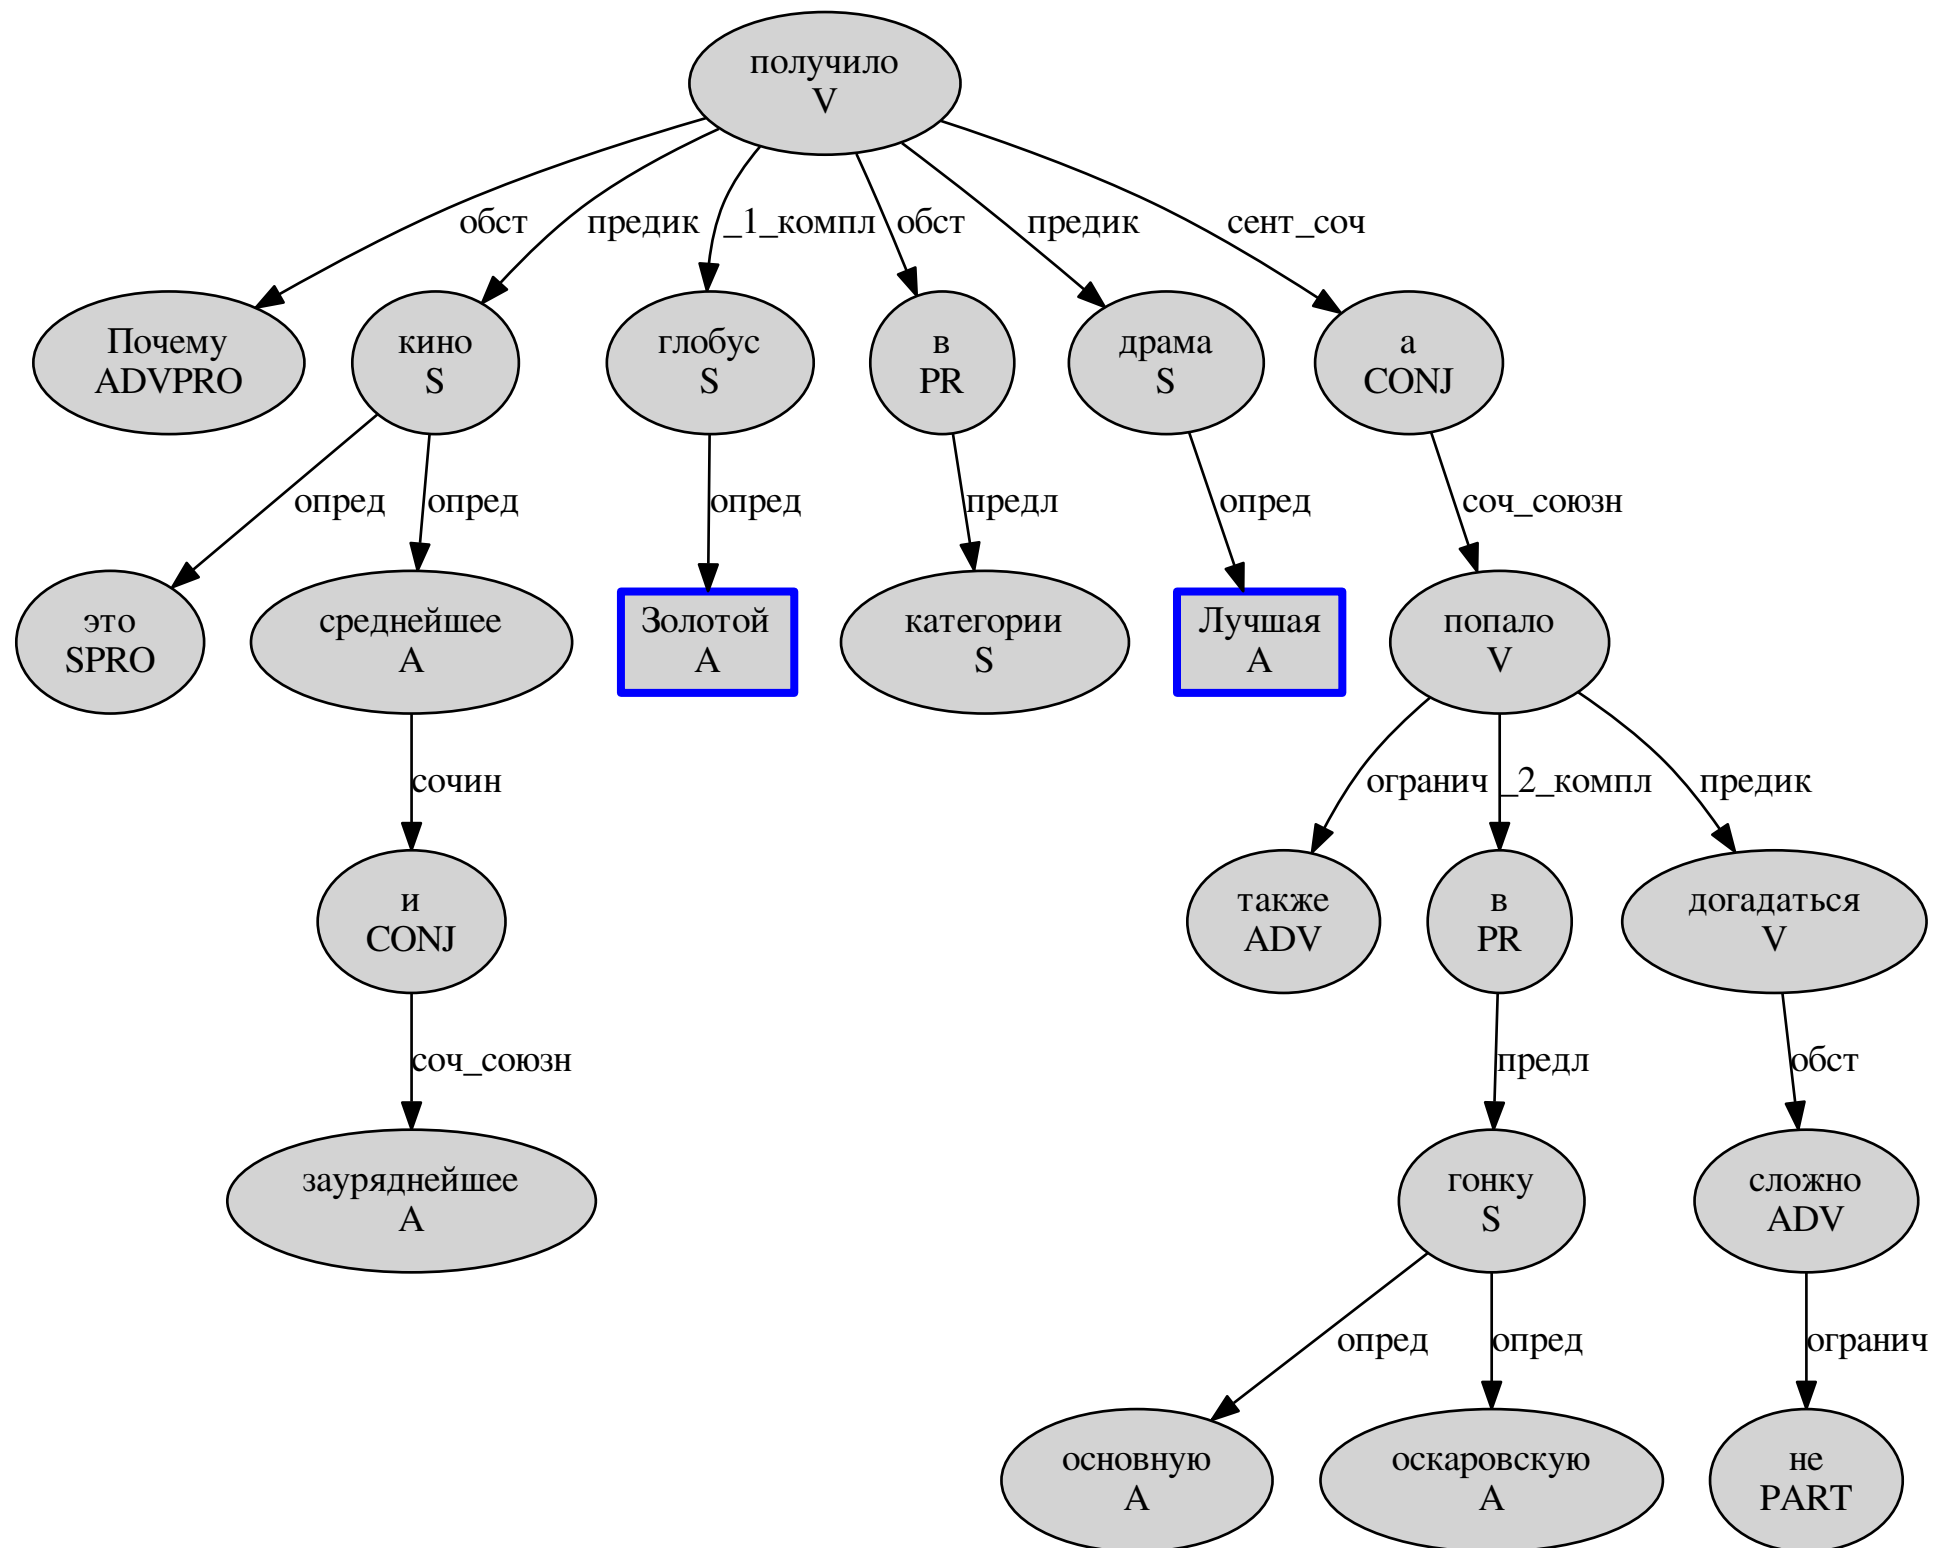 получило
V
обст
предик
_1_компл
обст
предик
сент_соч
Почему
ADVPRO
кино
S
глобус
S
в
PR
драма
S
а
CONJ
опред
опред
опред
предл
опред
соч_союзн
это
SPRO
среднейшее
A
Золотой
A
категории
S
Лучшая
A
попало
V
сочин
огранич
_2_компл
предик
и
CONJ
также
ADV
в
PR
догадаться
V
соч_союзн
предл
обст
зауряднейшее
A
гонку
S
сложно
ADV
опред
опред
огранич
основную
A
оскаровскую
A
не
PART